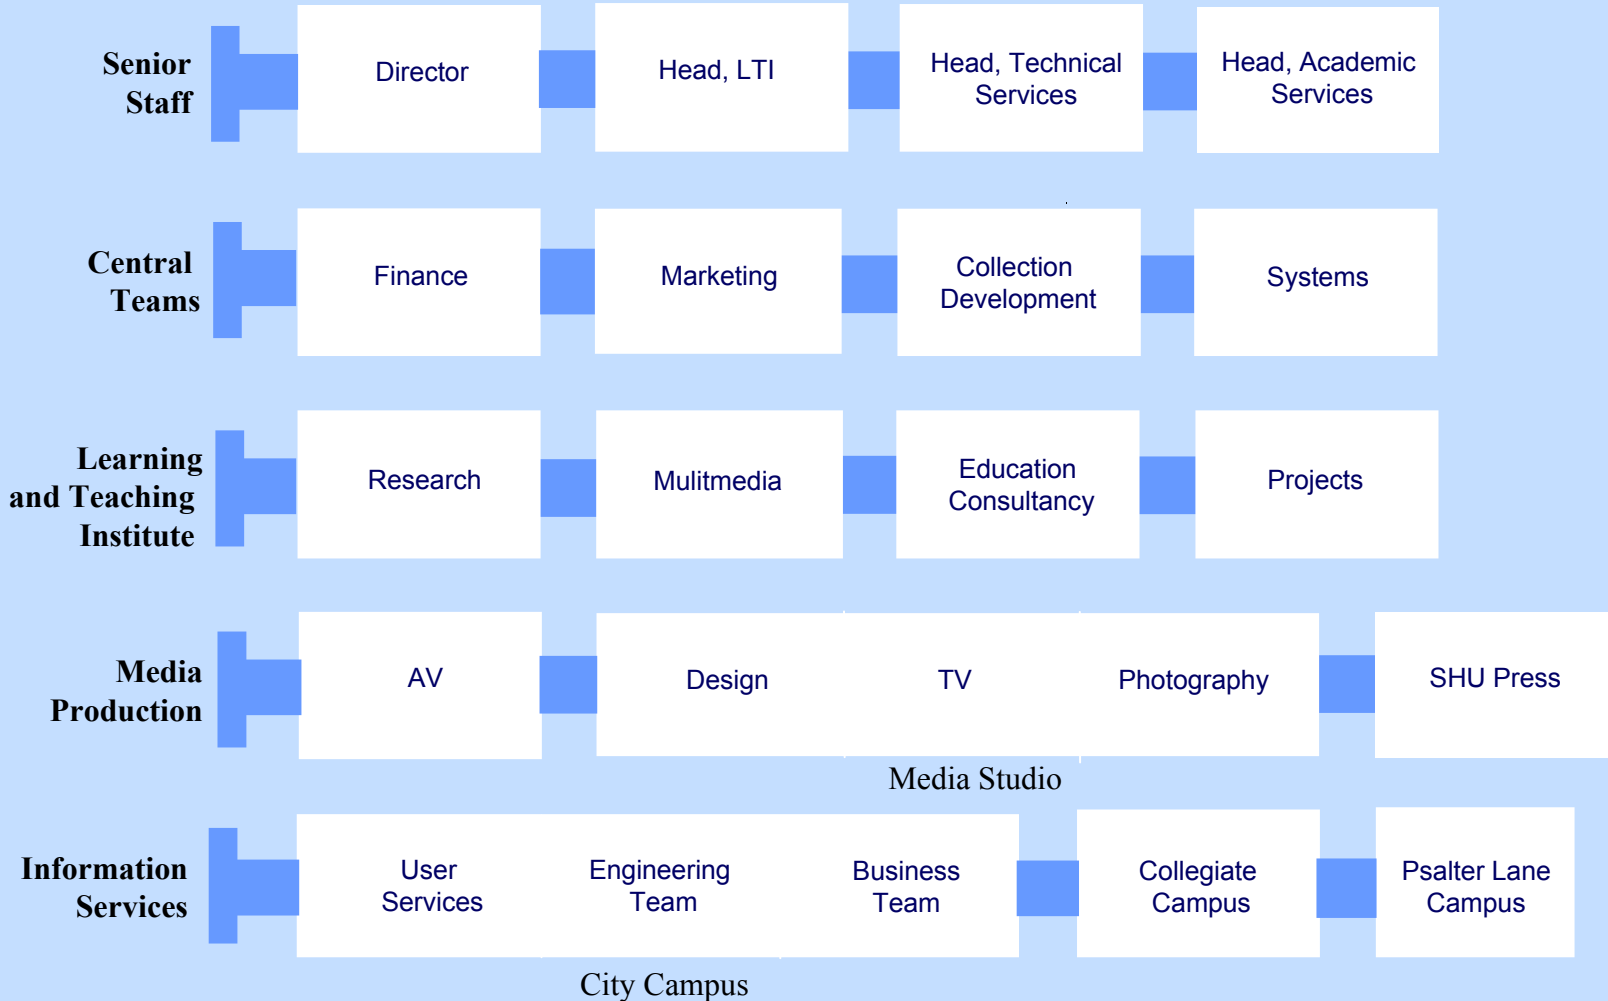 Senior
Staff
Director
Head, LTI
Head, Technical
Services
Head, Academic
Services
Central
Teams
Finance
Marketing
Collection
Development
Systems
Learning
and Teaching
Institute
Research
Mulitmedia
Education
Consultancy
Projects
Media
Production
AV
Design
TV
Photography
SHU Press
Media Studio
Information
Services
User
Services
Engineering
Team
Business
Team
Collegiate
Campus
Psalter Lane
Campus
City Campus